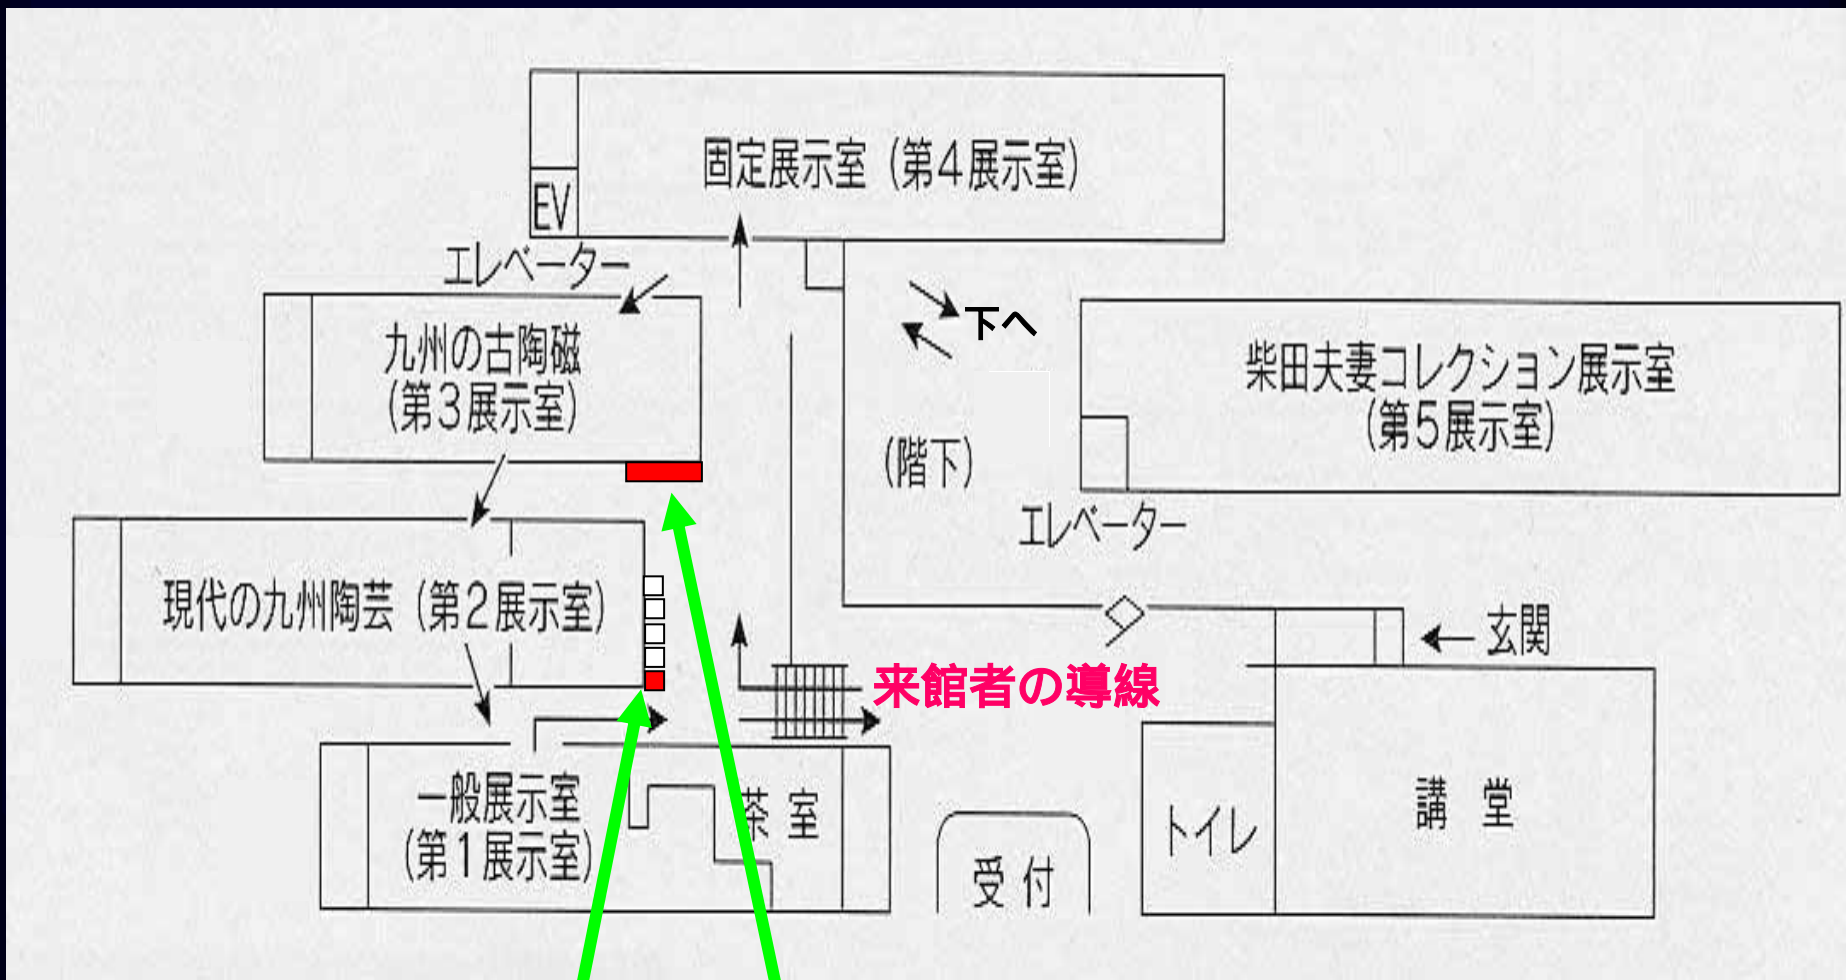 固定展示室（第４展示室）
EV
エレベーター
九州の古陶磁
（第３展示室）
下へ
柴田夫妻コレクション展示室
（第５展示室）
（階下）
エレベーター
現代の九州陶芸（第２展示室）
玄関
来館者の導線
一般展示室
（第１展示室）
茶室
受付
トイレ
講堂